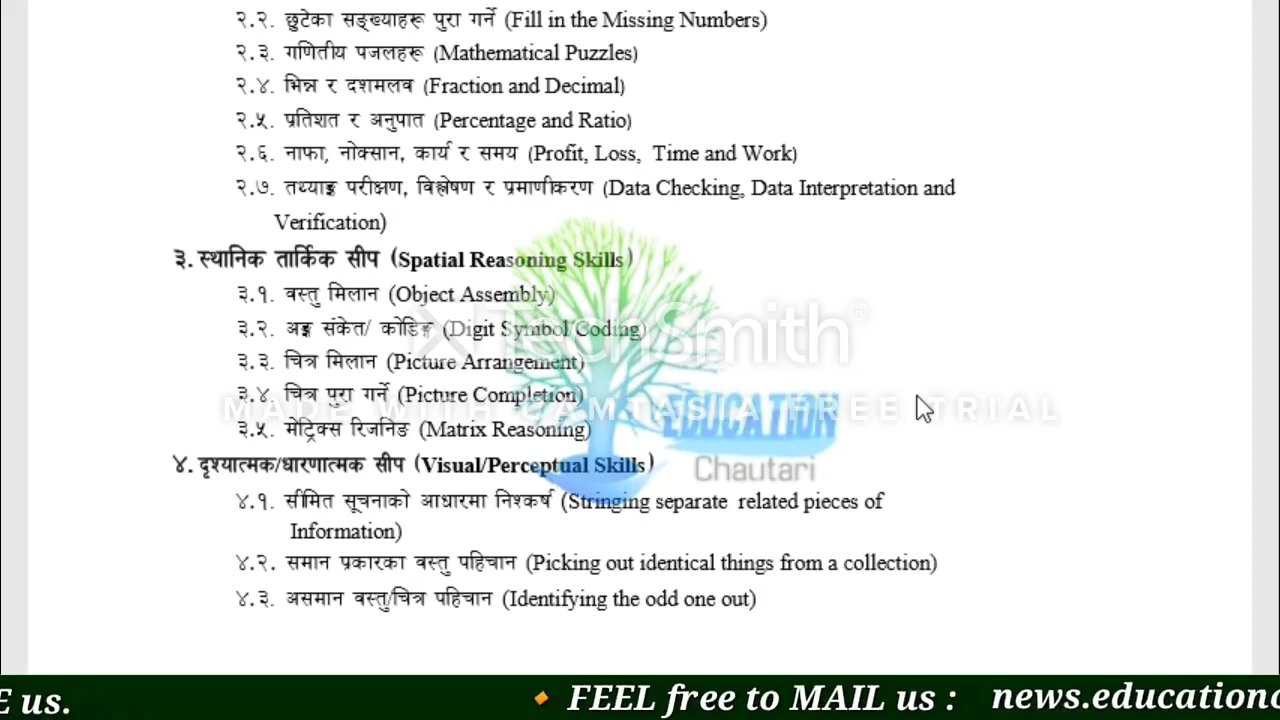 २.२. छुटेका सङ्ख्याहरू पुरा गर्ने (Fill in the Missing Numbers)
२.३. गणितीय पजलहरू (Mathematical Puzzles)
२.४. भिन्न र दशमलव (Fraction and Decimal)
२.५. प्रतिशत र अनुपात (Percentage and Ratio)
२.६. नाफा, नोक्सान, कार्य र समय (Profit, Loss, Time and Work)
२.७. तथ्याङ्क परीक्षण, विश्लेषण र प्रमाणीकरण (Data Checking, Data Interpretation and
Verification)
३. स्थानिक तार्किक सीप (Spatial Reasoning Skills)
३.१. वस्तु मिलान (Object Assembly)
३.२. अङ्क संकेत/ कोडिङ्ग (Digit Symbol/Coding)
३.३. चित्र मिलान (Picture Arrangement)
३.४. चित्र पुरा गर्ने (Picture Completion)
३.५. मेट्रिक्स रिजनिङ (Matrix Reasoning)
४. दृश्यात्मक/धारणात्मक सीप (Visual/Perceptual Skills)
४.१. सीमित सूचनाको आधारमा निश्कर्ष (Stringing separate related pieces of
Information)
४.२. समान प्रकारका वस्तु पहिचान (Picking out identical things from a collection)
४.३. असमान वस्तु/चित्र पहिचान (Identifying the odd one out)
TechSmith®
MADE WITH CAMTASIA FREE TRIAL
EDUCATION
Chautari
E us.
🔸 FEEL free to MAIL us : news.educationc